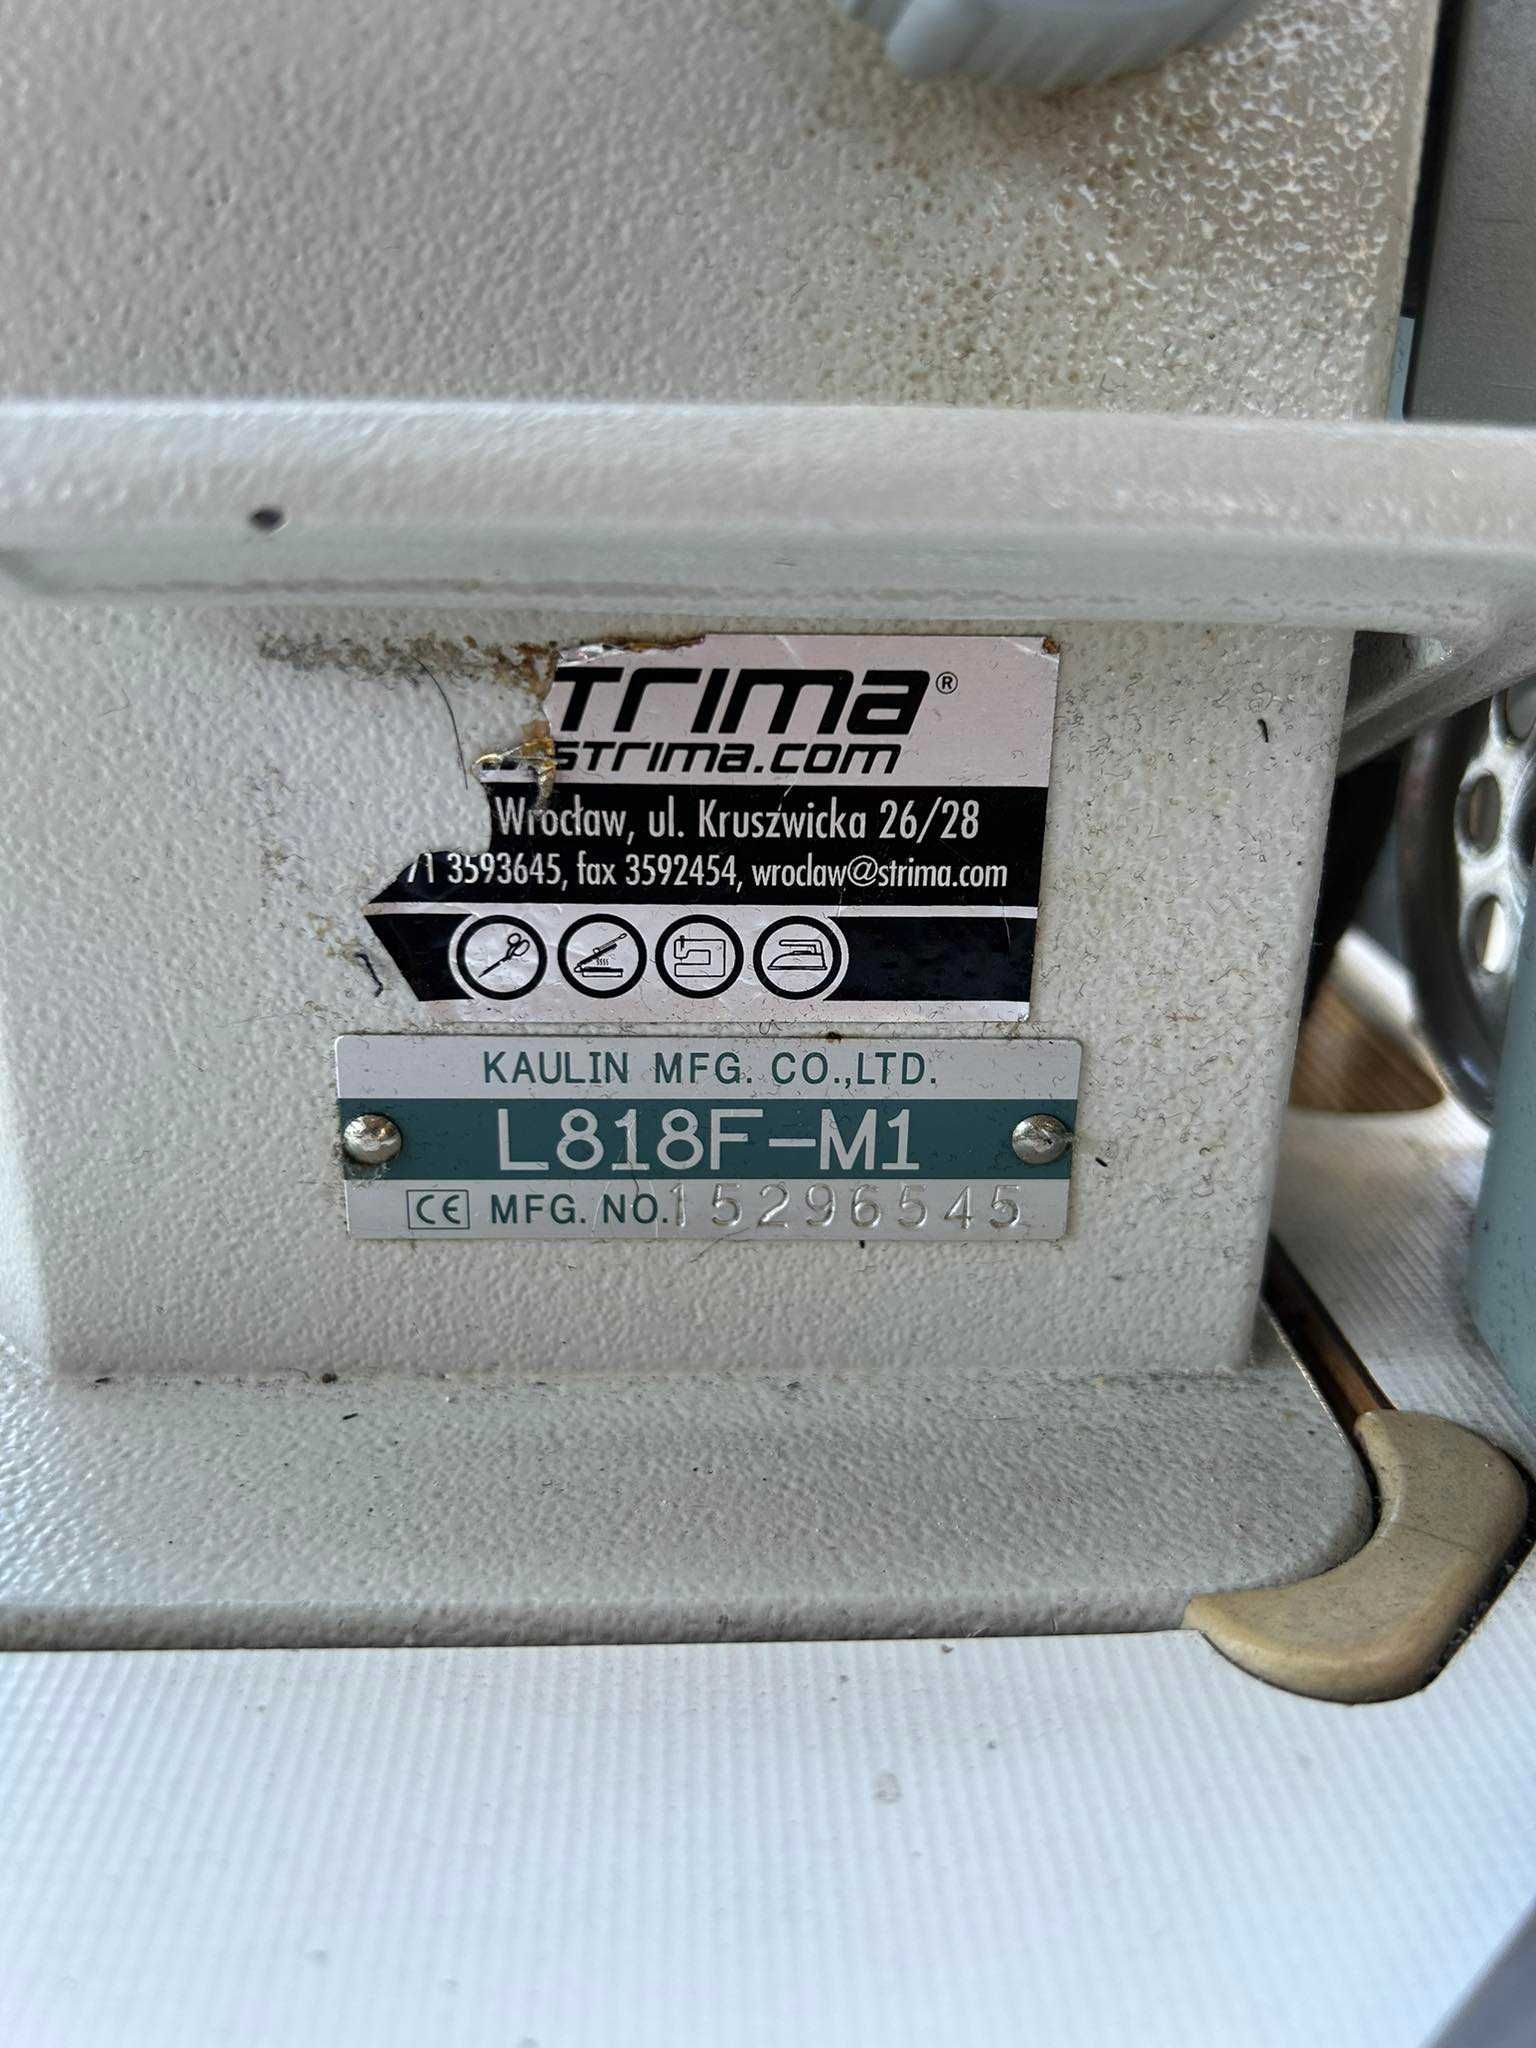 trima®
strima.com
Wrocław, ul. Kruszwicka 26/28
71 3593645, fax 3592454, wroclaw@strima.com
KAULIN MFG. CO.,LTD.
L818F-M1
CE MFG. NO. 15296545